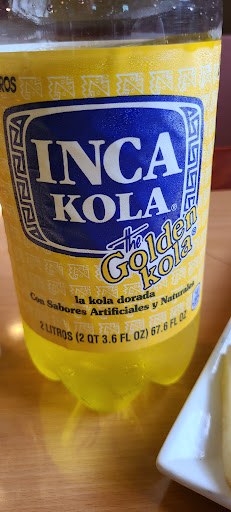 ROS
INCA
KOLA®
the
Golden
kola®
la kola dorada
Con Sabores Artificiales y Naturales
2 LITROS (2 QT 3.6 FL OZ) 67.6 FL OZ